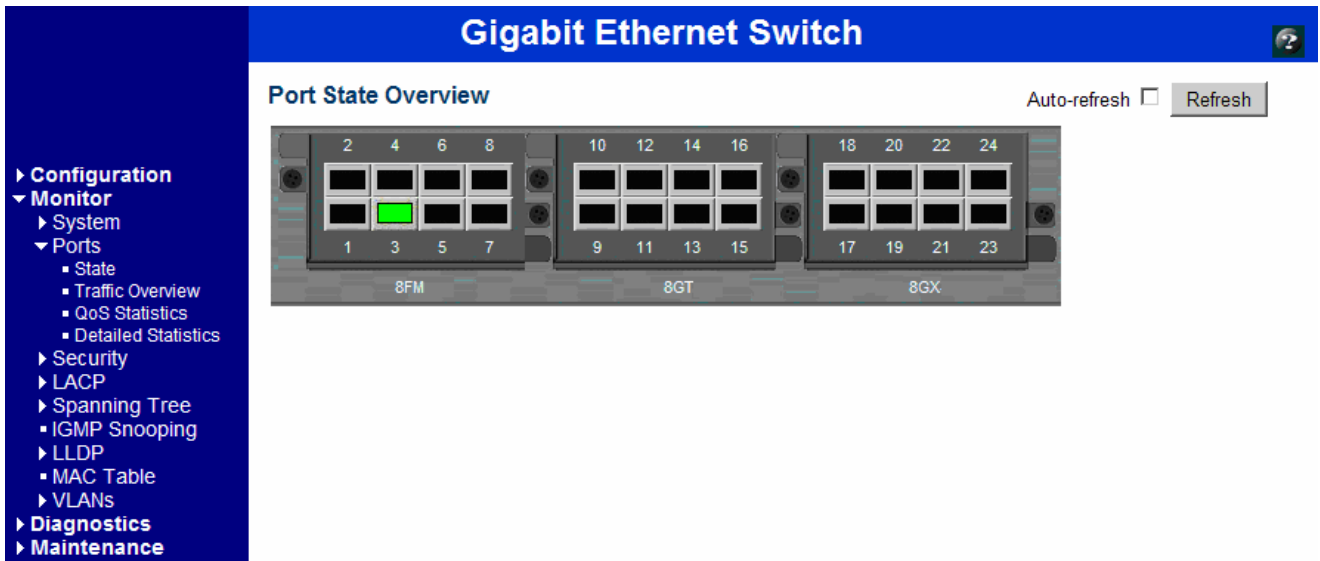 Gigabit Ethernet Switch
?
Configuration
Monitor
System
Ports
State
Traffic Overview
QoS Statistics
Detailed Statistics
Security
LACP
Spanning Tree
IGMP Snooping
LLDP
MAC Table
VLANs
Diagnostics
Maintenance
Port State Overview
Auto-refresh
Refresh
2 4 6 8 10 12 14 16 18 20 22 24
1 3 5 7 9 11 13 15 17 19 21 23
8FM 8GT 8GX